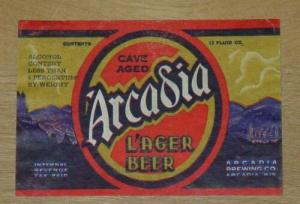 CONTENTS 12 FLUID OZ.
CAVE
AGED
ALCOHOL
CONTENT
LESS THAN
4 PERCENTUM
BY WEIGHT
Arcadia
LAGER
BEER
INTERNAL
REVENUE
TAX PAID
ARCADIA
BREWING CO.
ARCADIA, WIS.